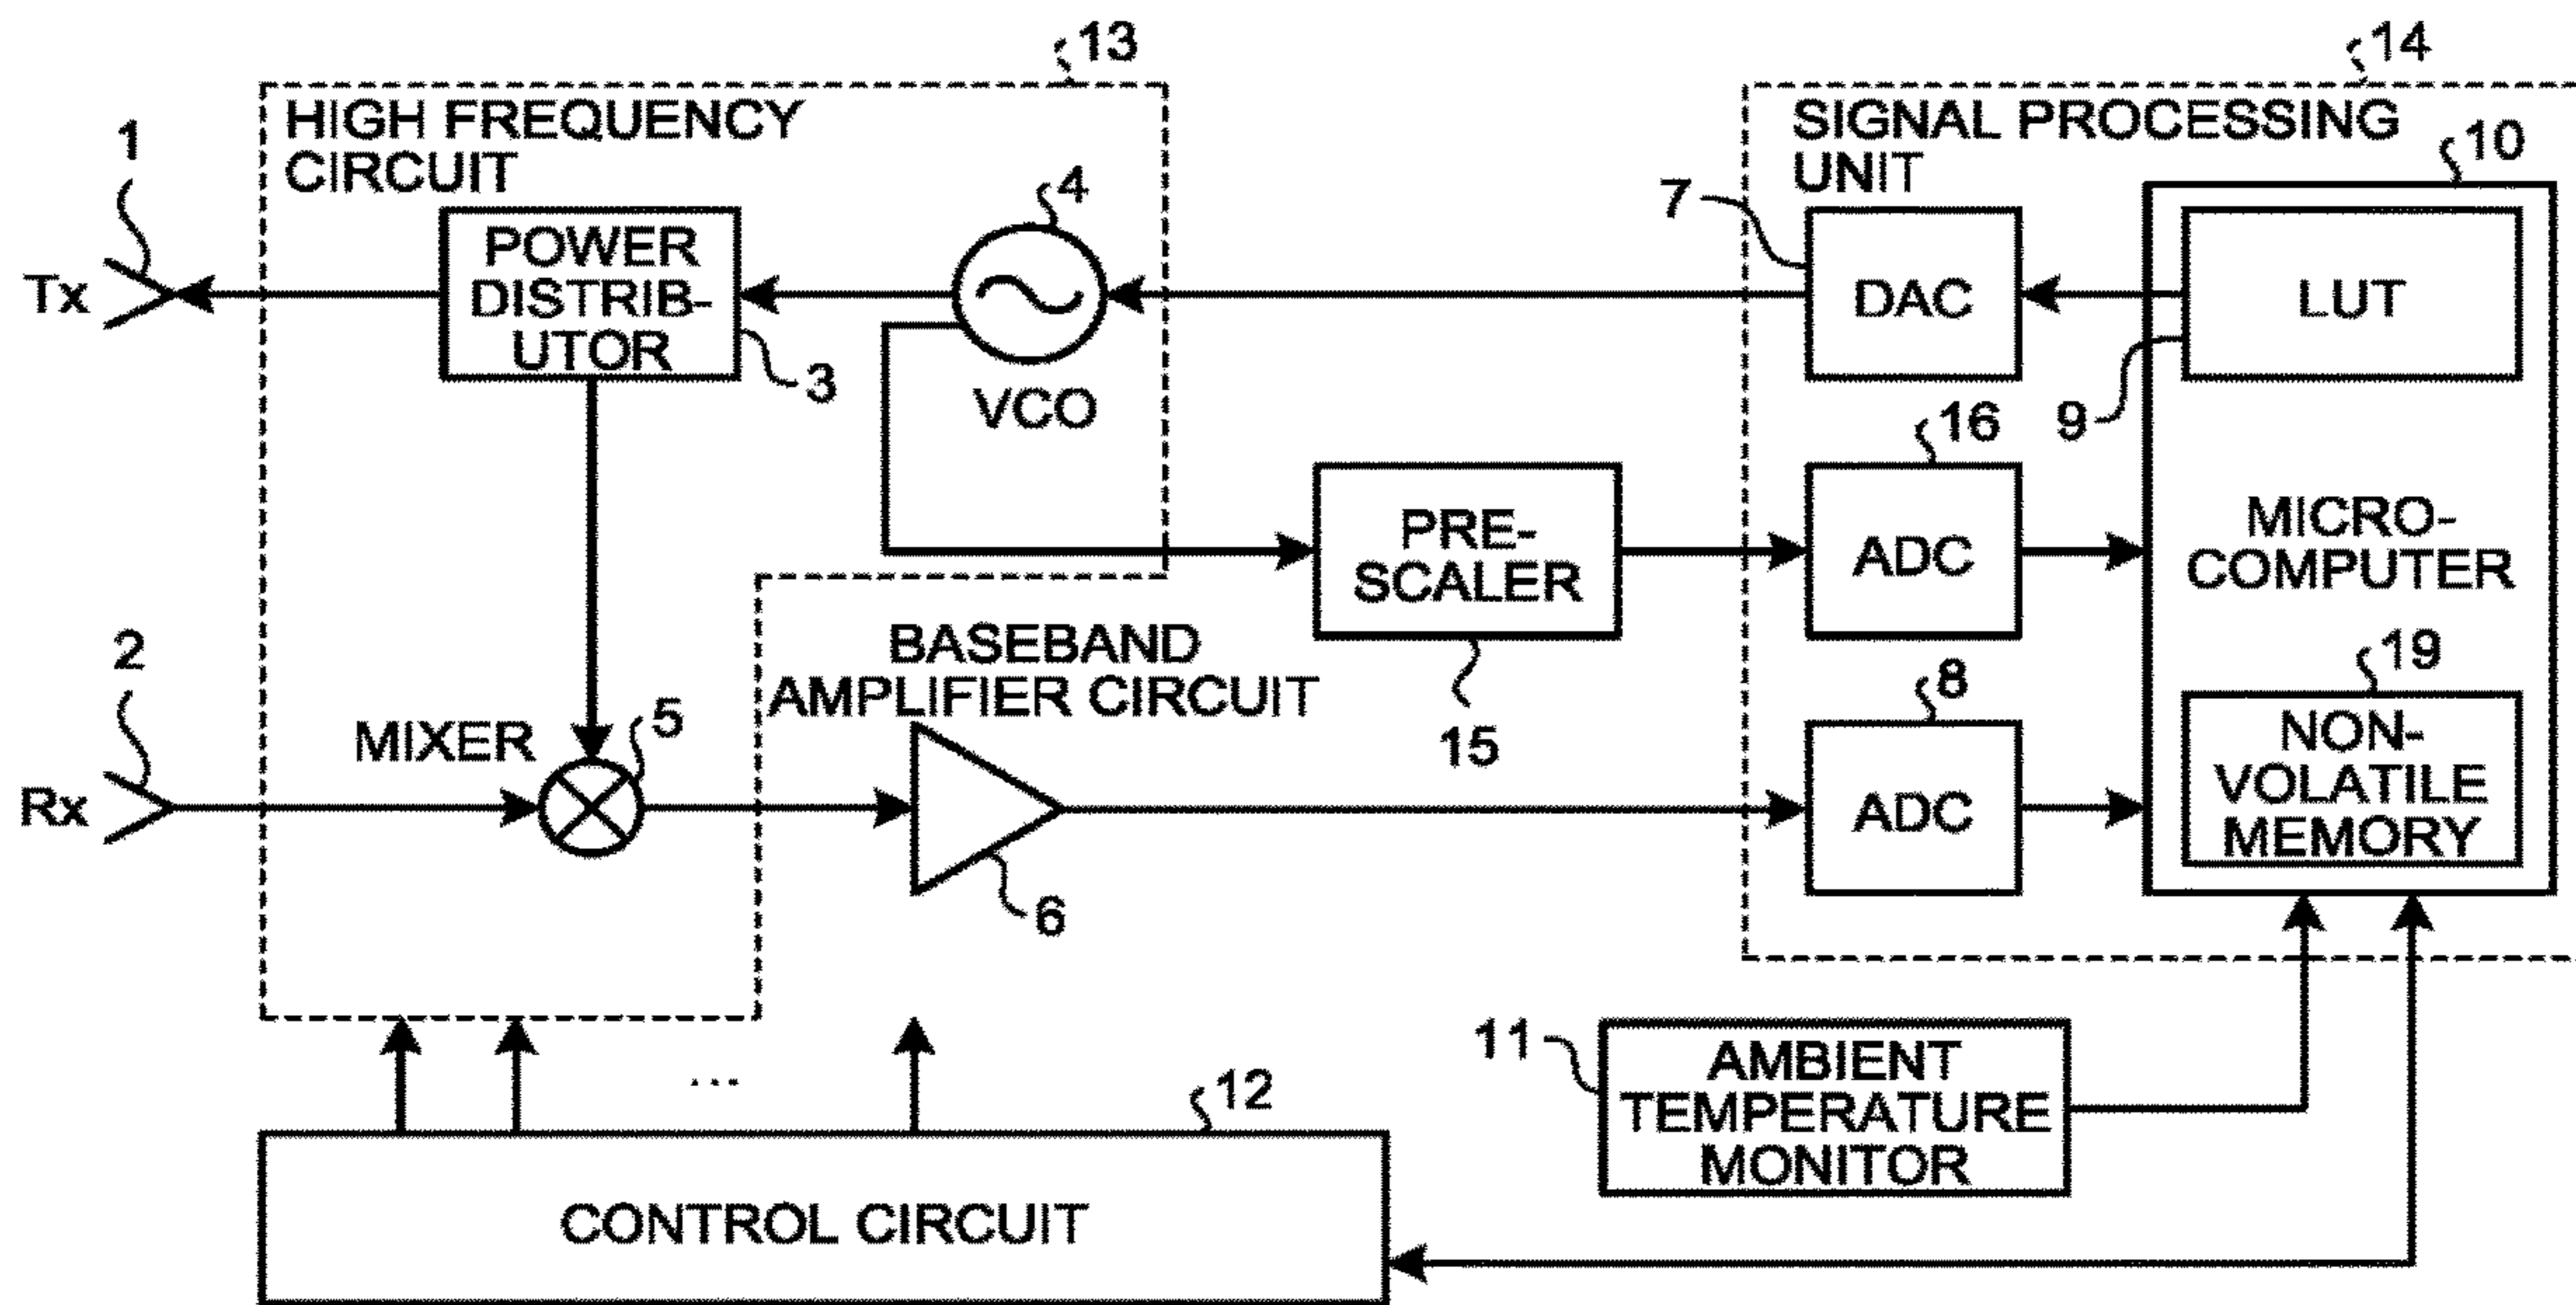 13
14
HIGH FREQUENCY
CIRCUIT
SIGNAL PROCESSING
UNIT
1
4
7
10
Tx
POWER
DISTRIB-
UTOR
3
VCO
DAC
LUT
9
16
PRE-
SCALER
15
ADC
MICRO-
COMPUTER
2
BASEBAND
AMPLIFIER CIRCUIT
Rx
MIXER
5
6
8
ADC
19
NON-
VOLATILE
MEMORY
...
12
11
AMBIENT
TEMPERATURE
MONITOR
CONTROL CIRCUIT